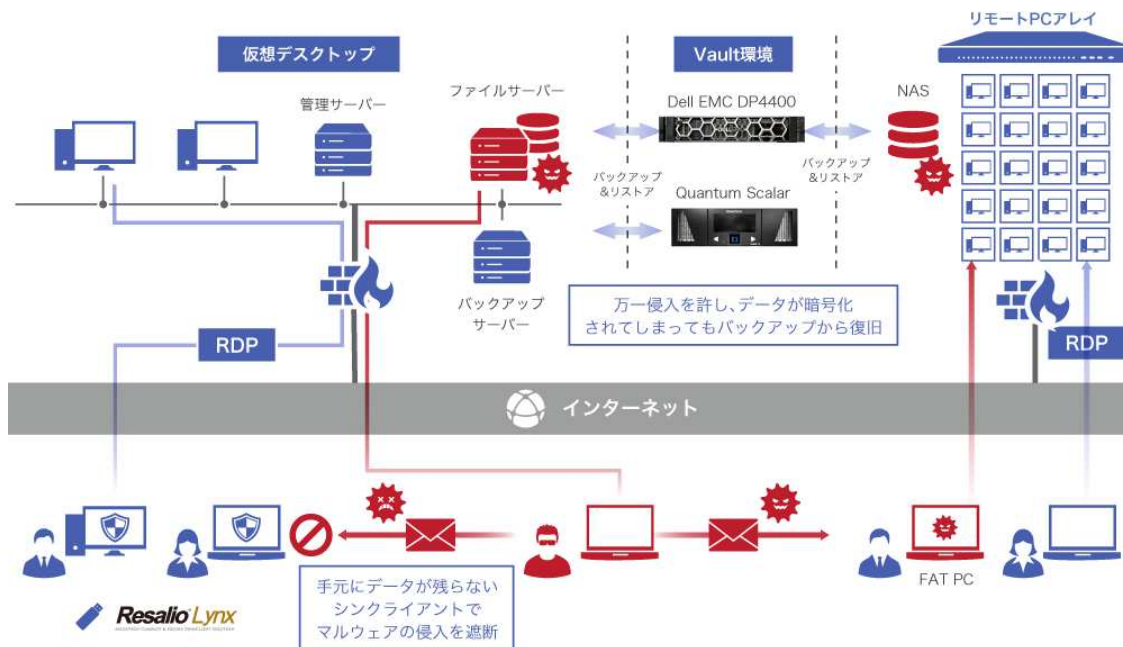 リモートPCアレイ
仮想デスクトップ
Vault環境
管理サーバー
ファイルサーバー
Dell EMC DP4400
NAS
バックアップ
&リストア
バックアップ
&リストア
Quantum Scalar
バックアップ
サーバー
万一侵入を許し、データが暗号化
されてしまってもバックアップから復旧
RDP
RDP
インターネット
FAT PC
手元にデータが残らない
シンクライアントで
マルウェアの侵入を遮断
Resalio Lynx